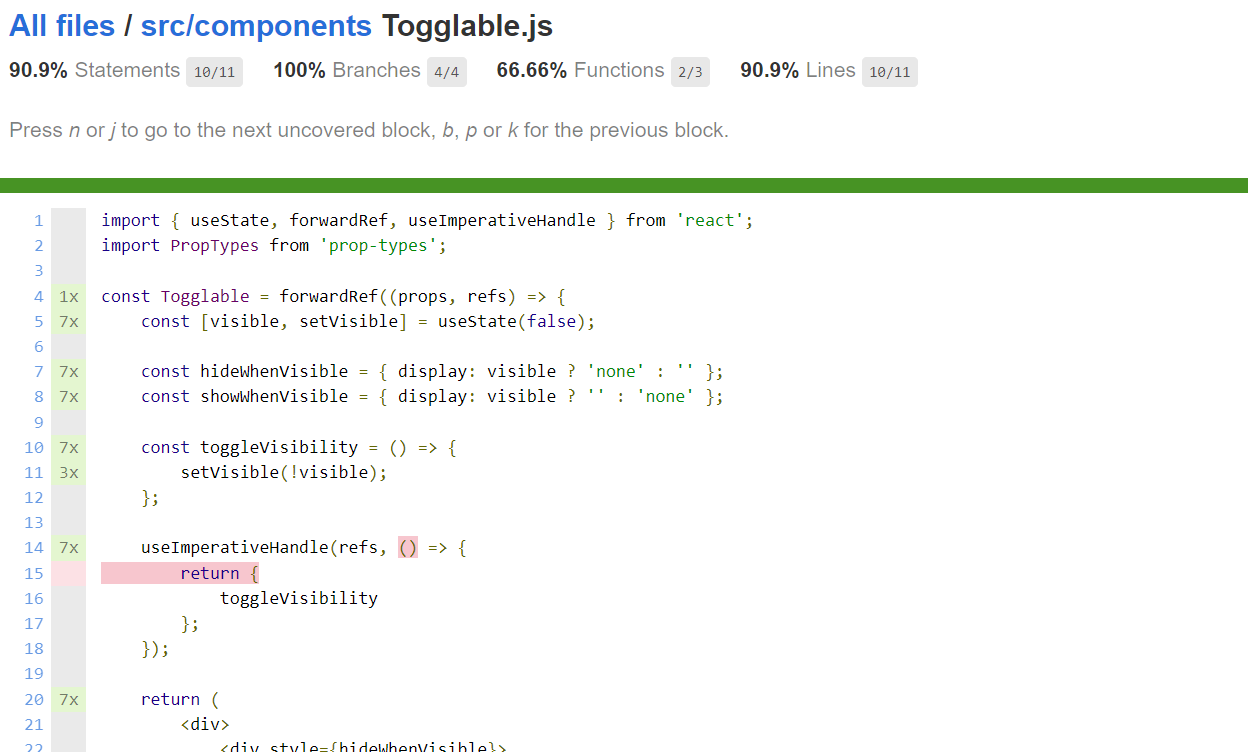 All files / src/components Togglable.js
90.9% Statements 10/11 100% Branches 4/4 66.66% Functions 2/3 90.9% Lines 10/11
Press n or j to go to the next uncovered block, b, p or k for the previous block.
1 import { useState, forwardRef, useImperativeHandle } from 'react';
2 import PropTypes from 'prop-types';
3
4 1x const Togglable = forwardRef((props, refs) => {
5 7x     const [visible, setVisible] = useState(false);
6
7 7x     const hideWhenVisible = { display: visible ? 'none' : '' };
8 7x     const showWhenVisible = { display: visible ? '' : 'none' };
9
10 7x     const toggleVisibility = () => {
11 3x         setVisible(!visible);
12     };
13
14 7x     useImperativeHandle(refs, () => {
15         return {
16             toggleVisibility
17         };
18     });
19
20 7x     return (
21         <div>
22             <div style={hideWhenVisible}>